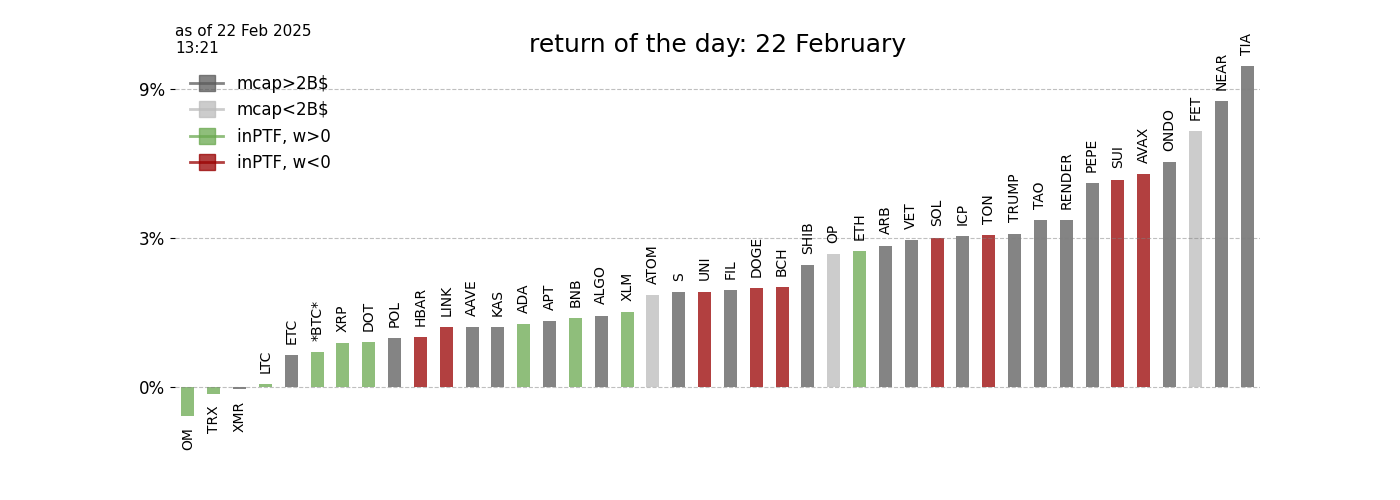 as of 22 Feb 2025
13:21
return of the day: 22 February
mcap>2B$
mcap<2B$
inPTF, w>0
inPTF, w<0
9%
3%
0%
OM
TRX
XMR
LTC
ETC
*BTC*
XRP
DOT
POL
HBAR
LINK
AAVE
KAS
ADA
APT
BNB
ALGO
XLM
ATOM
S
UNI
FIL
DOGE
BCH
SHIB
OP
ETH
ARB
VET
SOL
ICP
TON
TRUMP
TAO
RENDER
PEPE
SUI
AVAX
ONDO
FET
NEAR
TIA